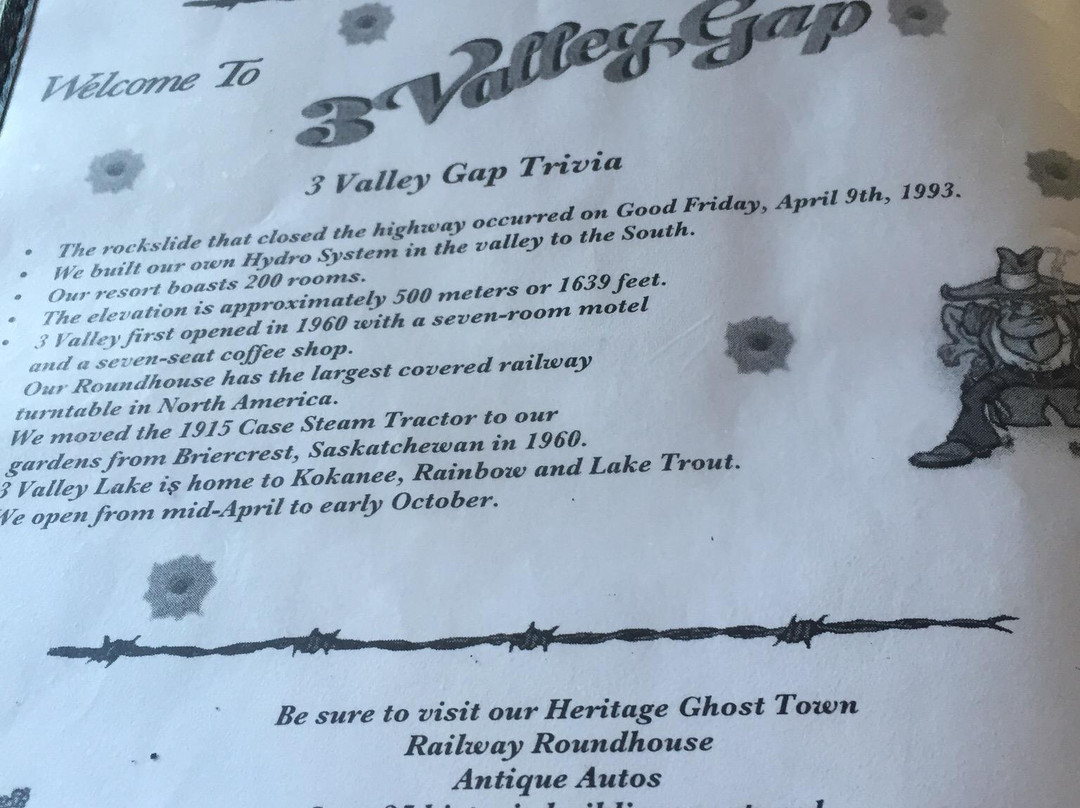 Welcome To
3 Valley Gap
3 Valley Gap Trivia
• The rockslide that closed the highway occurred on Good Friday, April 9th, 1993.
• We built our own Hydro System in the valley to the South.
• Our resort boasts 200 rooms.
• The elevation is approximately 500 meters or 1639 feet.
• 3 Valley first opened in 1960 with a seven-room motel
and a seven-seat coffee shop.
Our Roundhouse has the largest covered railway
turntable in North America.
We moved the 1915 Case Steam Tractor to our
gardens from Briercrest, Saskatchewan in 1960.
3 Valley Lake is home to Kokanee, Rainbow and Lake Trout.
We open from mid-April to early October.
Be sure to visit our Heritage Ghost Town
Railway Roundhouse
Antique Autos